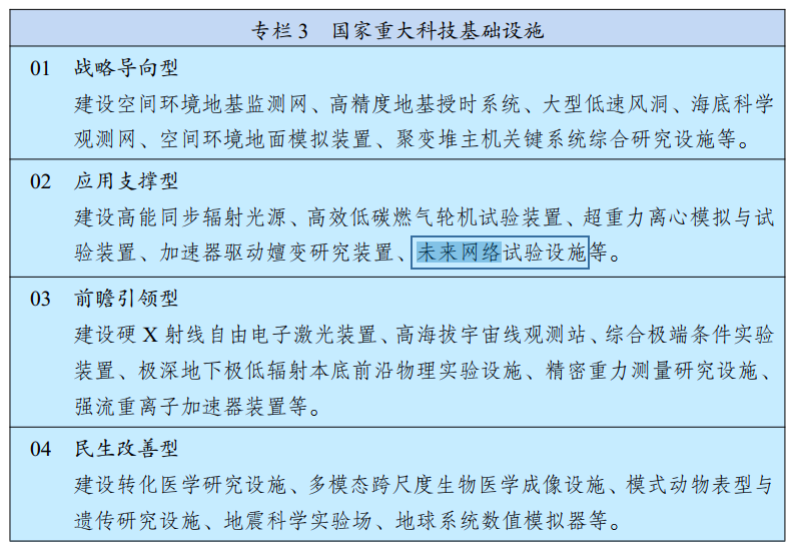 专栏 3 国家重大科技基础设施
01 战略导向型
建设空间环境地基监测网、高精度地基授时系统、大型低速风洞、海底科学
观测网、空间环境地面模拟装置、聚变堆主机关键系统综合研究设施等。
02 应用支撑型
建设高能同步辐射光源、高效低碳燃气轮机试验装置、超重力离心模拟与试
验装置、加速器驱动嬗变研究装置、未来网络试验设施等。
03 前瞻引领型
建设硬 X 射线自由电子激光装置、高海拔宇宙线观测站、综合极端条件实验
装置、极深地下极低辐射本底前沿物理实验设施、精密重力测量研究设施、
强流重离子加速器装置等。
04 民生改善型
建设转化医学研究设施、多模态跨尺度生物医学成像设施、模式动物表型与
遗传研究设施、地震科学实验场、地球系统数值模拟器等。